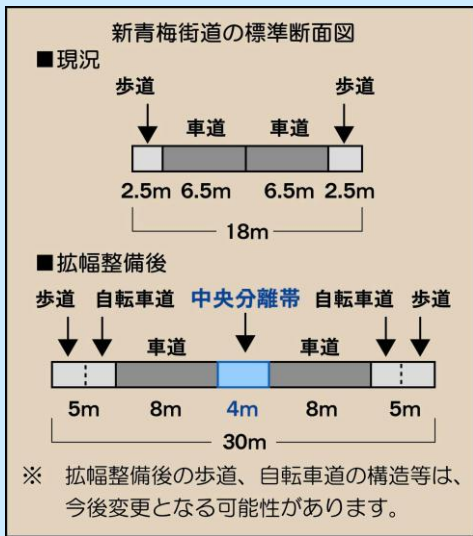 新青梅街道の標準断面図
■現況
歩道 歩道
車道 車道
2.5m 6.5m 6.5m 2.5m
18m
■拡幅整備後
歩道 自転車道 中央分離帯 自転車道 歩道
車道 車道
5m 8m 4m 8m 5m
30m
※ 拡幅整備後の歩道、自転車道の構造等は、
今後変更となる可能性があります。